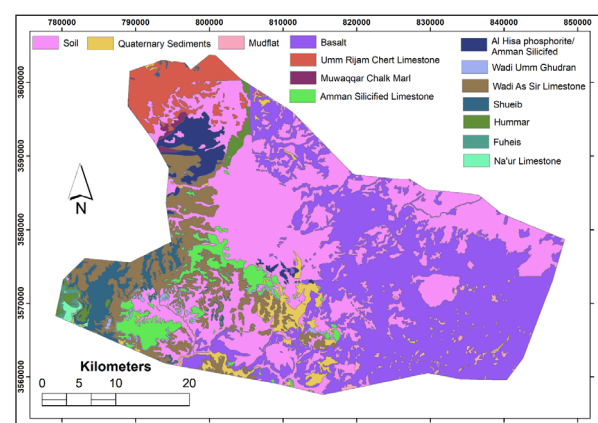 780000 790000 800000 810000 820000 830000 840000 850000
Soil Quaternary Sediments Mudflat Basalt
Umm Rijam Chert Limestone
Muwaqqar Chalk Marl
Amman Silicified Limestone
Al Hisa phosphorite/
Amman Silicifed
Wadi Umm Ghudran
Wadi As Sir Limestone
Shueib
Hummar
Fuheis
Na'ur Limestone
3600000
3590000
3580000
3570000
3560000
N
Kilometers
0 5 10 20